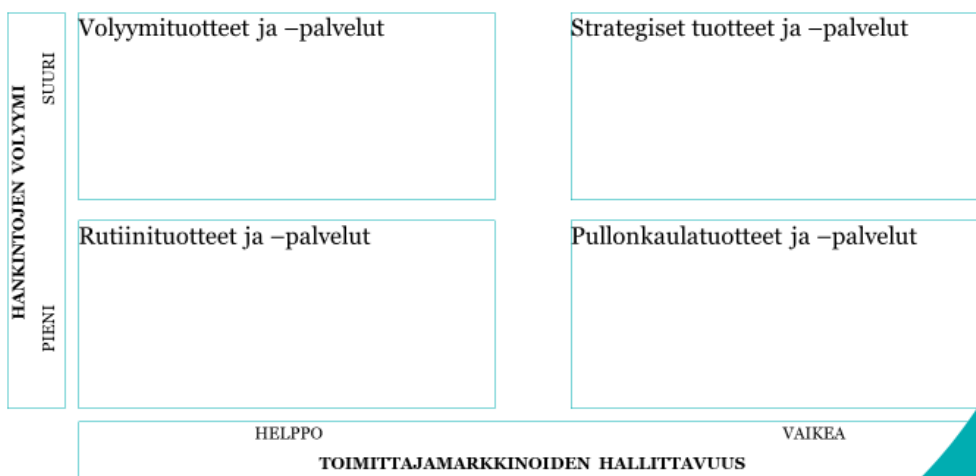 Volyymituotteet ja –palvelut
Strategiset tuotteet ja –palvelut
HANKINTOJEN VOLYYMI
SUURI
PIENI
Rutiinituotteet ja –palvelut
Pullonkaulatuotteet ja –palvelut
HELPPO
VAIKEA
TOIMITTAJAMARKKINOIDEN HALLITTAVUUS